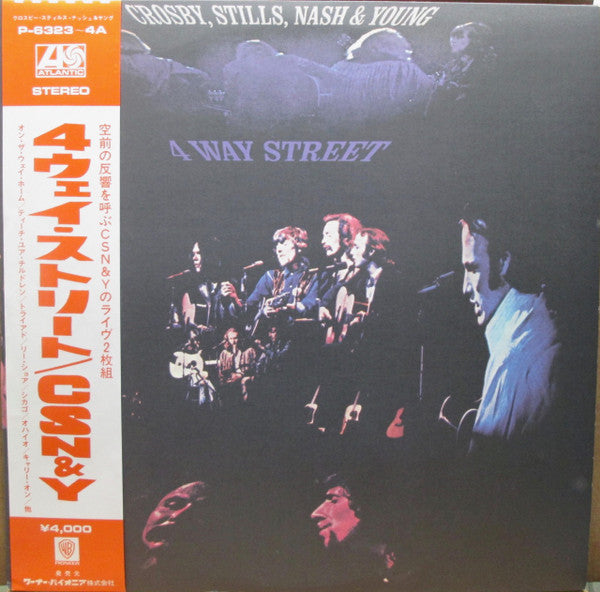 クロスビー・スティルス・ナッシュ&ヤング
P-6323~4A
ATLANTIC
STEREO
4ウェイ・ストリート/CSN&Y
空前の反響を呼ぶCSN&Yのライヴ2枚組
オン・ザ・ウェイ・ホーム/ティーチ・ユア・チルドレン/トライアド/リー・ショア/シカゴ/オハイオ/キャリー・オン/他
¥4,000
WB
PIONEER
発売元
ワーナー・パイオニア株式会社
CROSBY, STILLS, NASH & YOUNG
4 WAY STREET